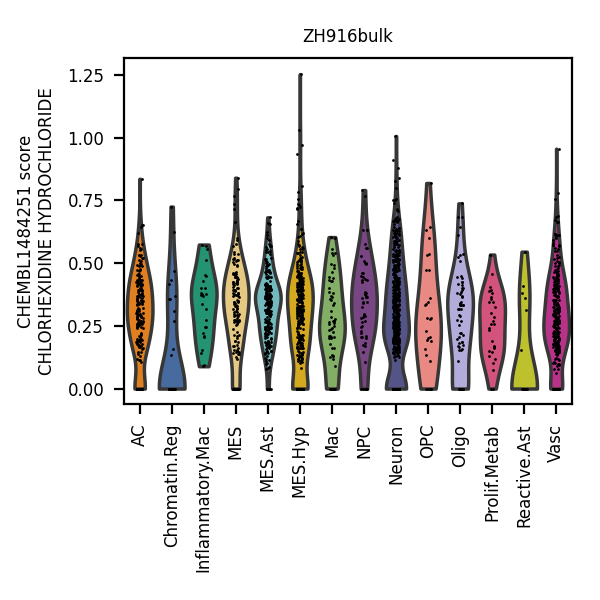 ZH916bulk
CHEMBL1484251 score
CHLORHEXIDINE HYDROCHLORIDE
1.25
1.00
0.75
0.50
0.25
0.00
AC
Chromatin.Reg
Inflammatory.Mac
MES
MES.Ast
MES.Hyp
Mac
NPC
Neuron
OPC
Oligo
Prolif.Metab
Reactive.Ast
Vasc